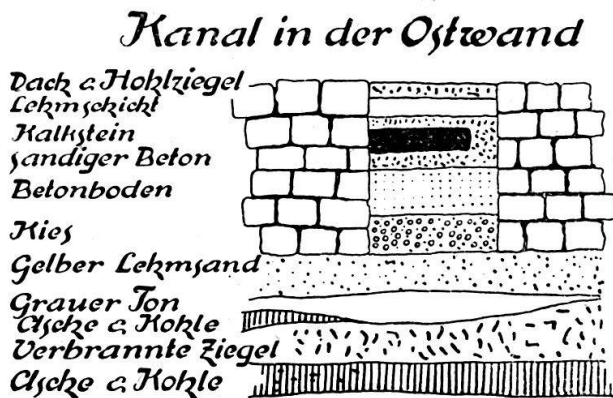 Kanal in der Ostwand
Dach c. Hohlziegel
Lehmschicht
Kalkstein
sandiger Beton
Betonboden
Kies
Gelber Lehmsand
Grauer Ton
Asche c. Kohle
Verbrannte Ziegel
Asche c. Kohle